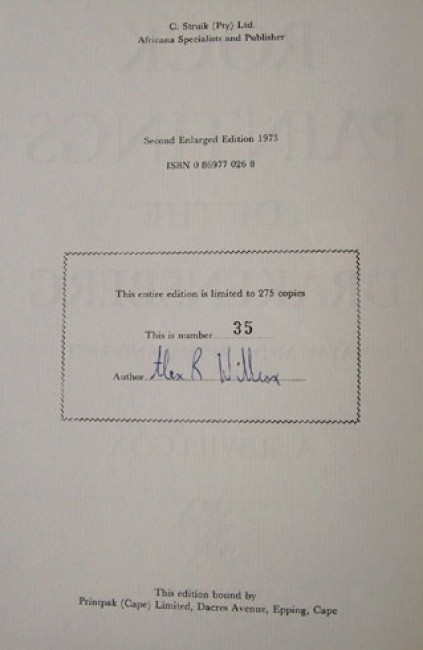 C. Struik (Pty) Ltd.
Africana Specialists and Publisher
Second Enlarged Edition 1973
ISBN 0 86977 026 8
This entire edition is limited to 275 copies
This is number 35
Author Alex R Willcox
This edition bound by
Printpak (Cape) Limited, Dacres Avenue, Epping, Cape